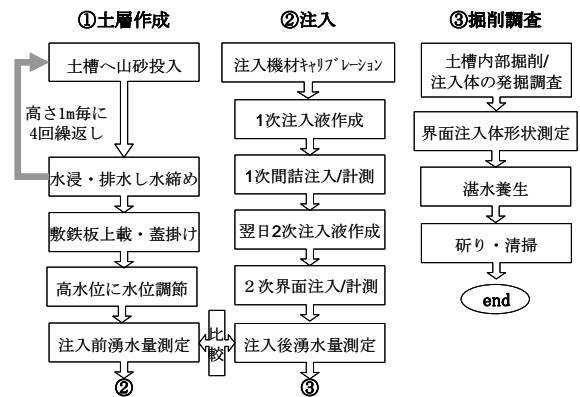 ①土層作成
土槽へ山砂投入
高さ1m毎に
4回繰返し
水浸・排水し水締め
敷鉄板上載・蓋掛け
高水位に水位調節
注入前湧水量測定
②
比較
②注入
注入機材ｷｬﾘﾌﾞﾚｰｼｮﾝ
1次注入液作成
1次間詰注入/計測
翌日2次注入液作成
２次界面注入/計測
注入後湧水量測定
③
③掘削調査
土槽内部掘削/
注入体の発掘調査
界面注入体形状測定
湛水養生
斫り・清掃
end